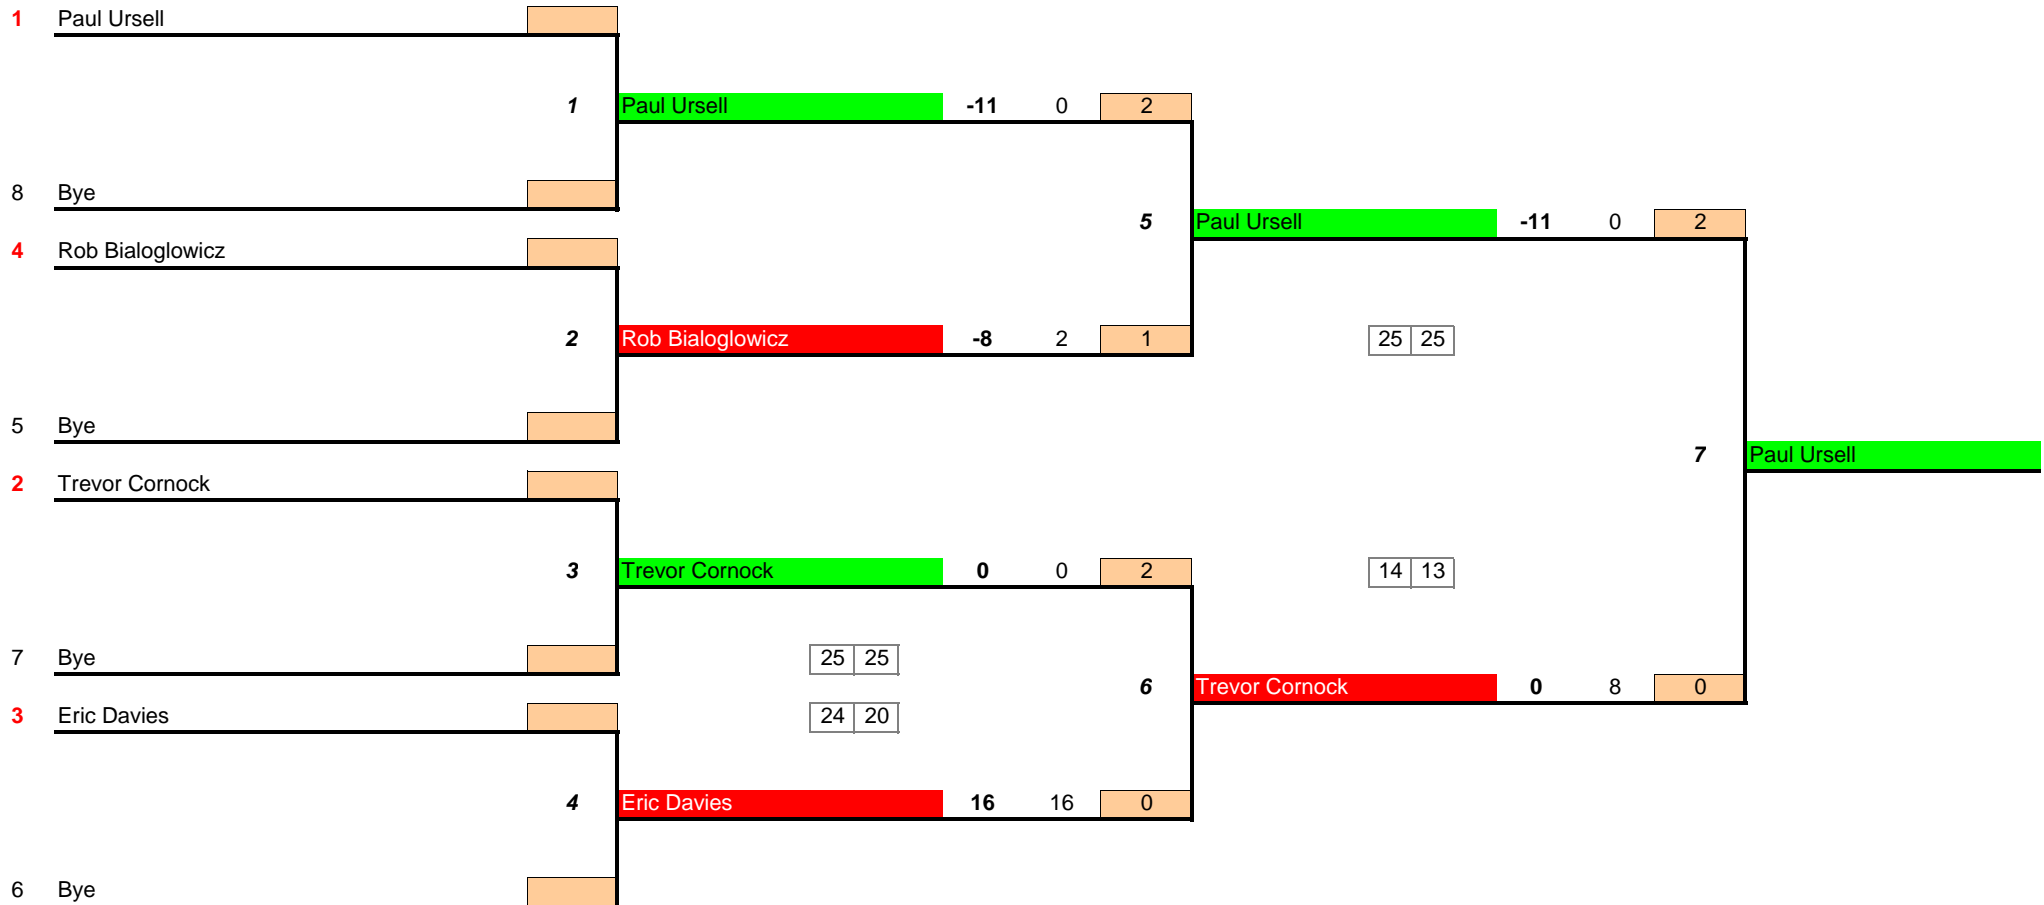 1 Paul Ursell
1 Paul Ursell -11 0 2
8 Bye
5 Paul Ursell -11 0 2
4 Rob Bialoglowicz
2 Rob Bialoglowicz -8 2 1 25 25
5 Bye
7 Paul Ursell
2 Trevor Cornock
3 Trevor Cornock 0 0 2 14 13
7 Bye 25 25
6 Trevor Cornock 0 8 0
3 Eric Davies 24 20
4 Eric Davies 16 16 0
6 Bye